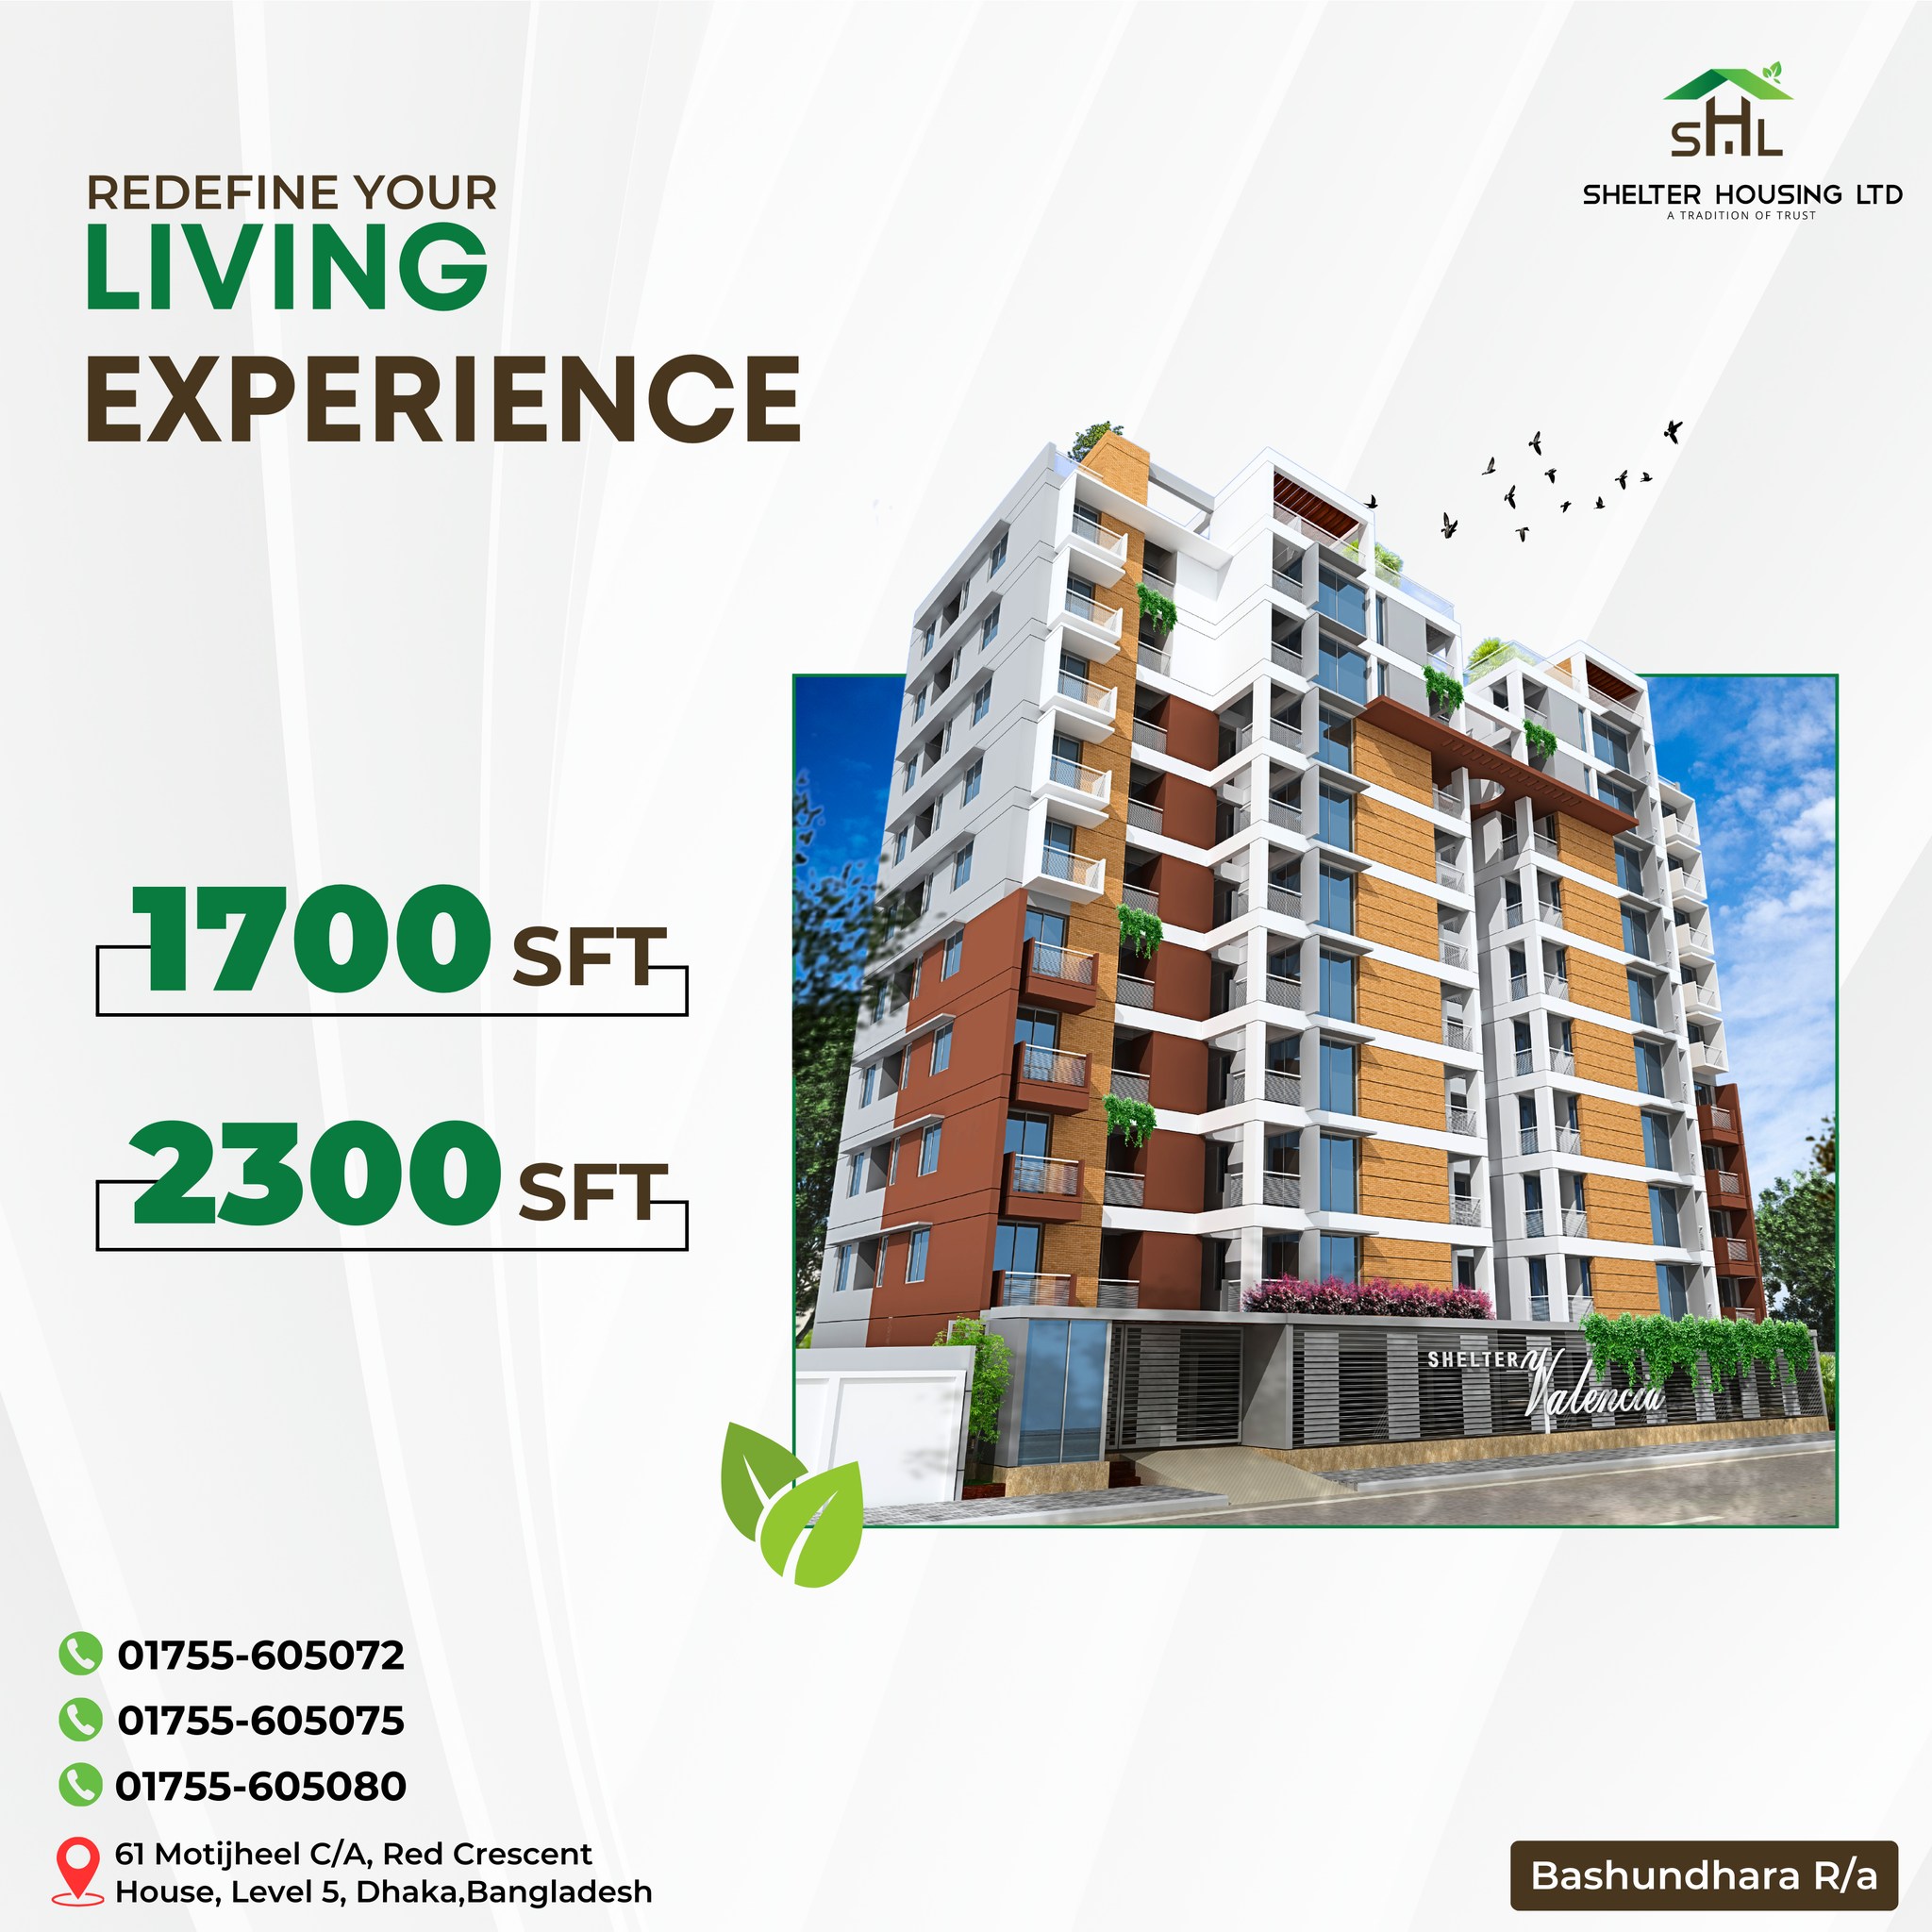 SHL
SHELTER HOUSING LTD
A TRADITION OF TRUST
REDEFINE YOUR
LIVING
EXPERIENCE
1700 SFT
2300 SFT
SHELTER
Valencia
01755-605072
01755-605075
01755-605080
61 Motijheel C/A, Red Crescent
House, Level 5, Dhaka,Bangladesh
Bashundhara R/a